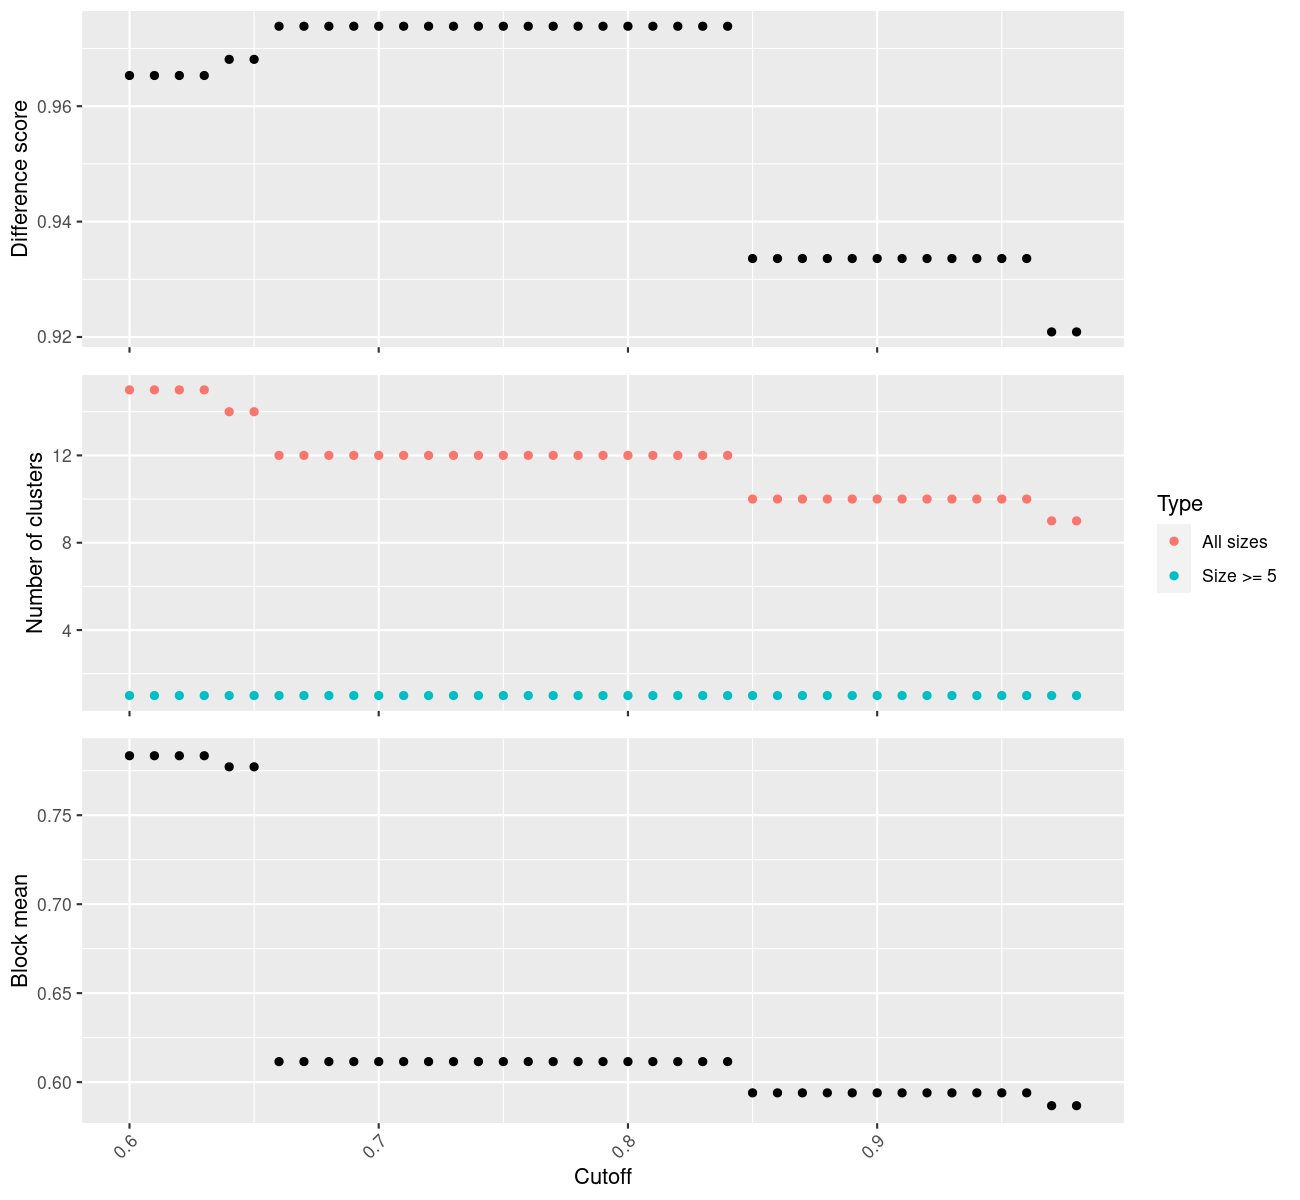 Difference score
0.96
0.94
0.92
Number of clusters
12
8
4
Type
All sizes
Size >= 5
Block mean
0.75
0.70
0.65
0.60
0.6
0.7
0.8
0.9
Cutoff